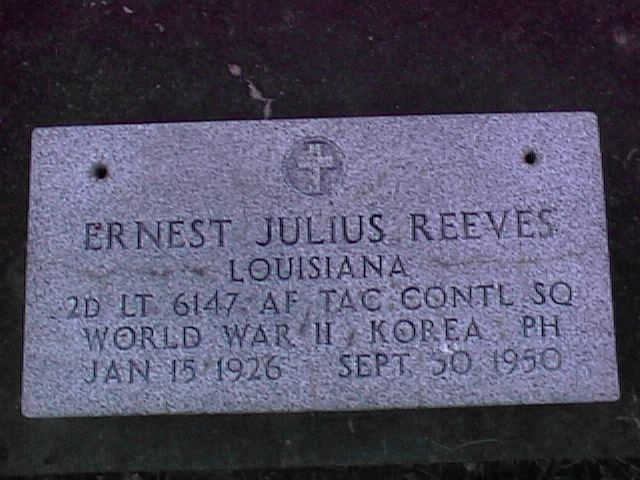 ERNEST JULIUS REEVES
LOUISIANA
2D LT 6147 AF TAC CONTL SQ
WORLD WAR II KOREA PH
JAN 15 1926 SEPT 30 1950